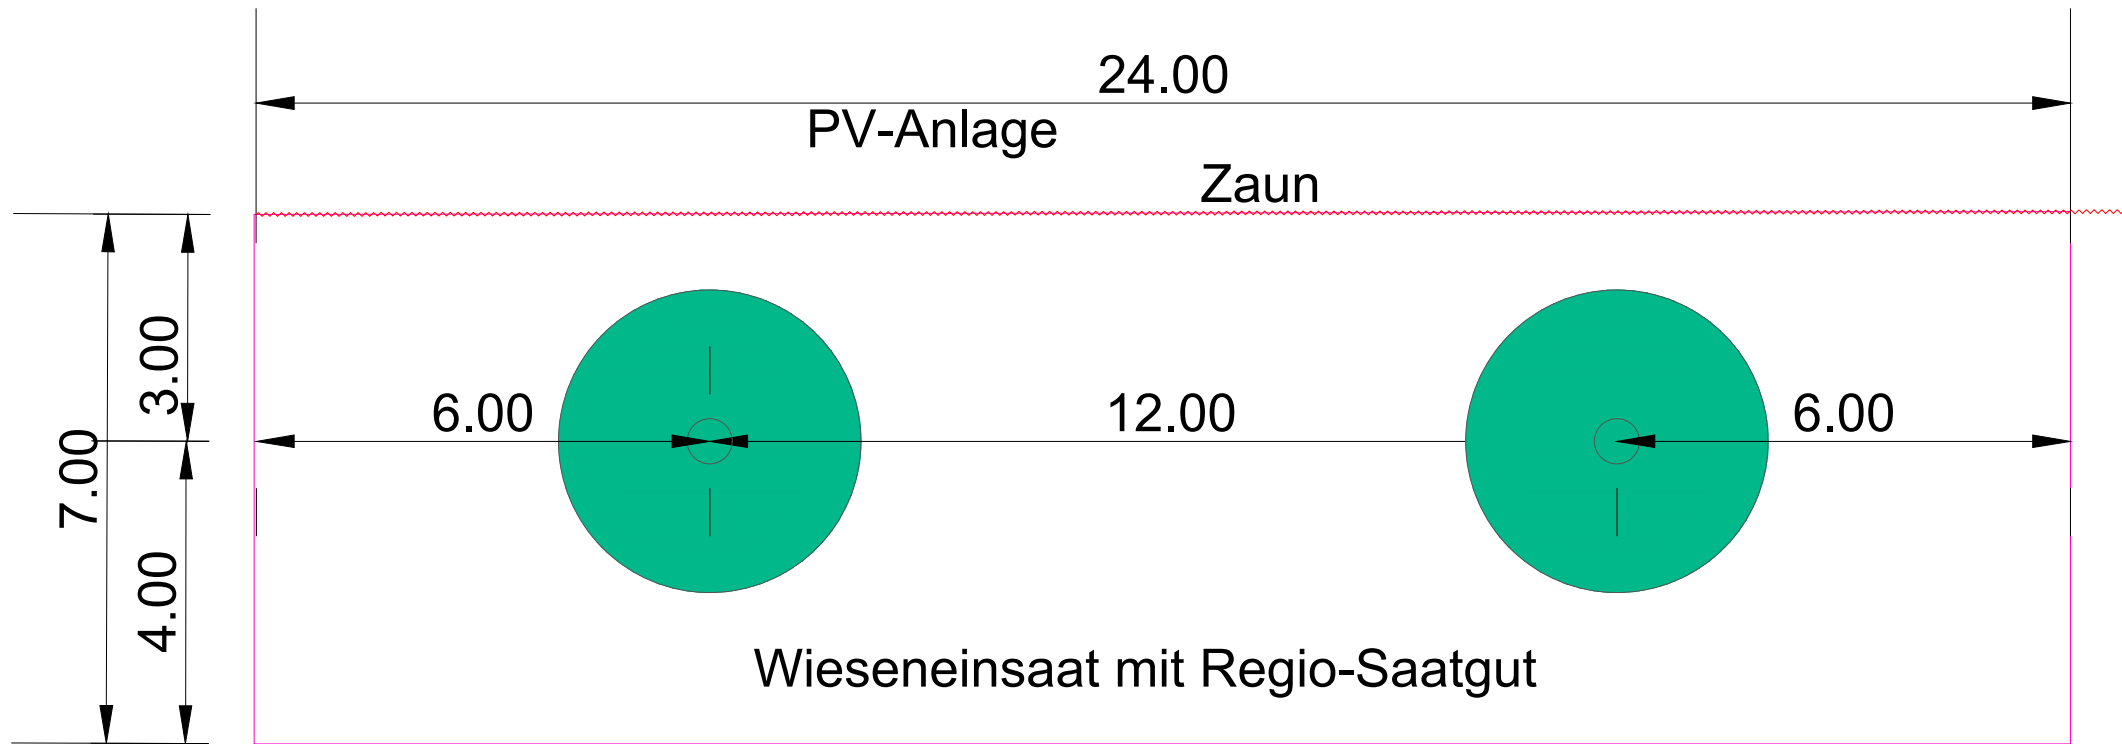 24.00
PV-Anlage
Zaun
3.00
6.00
12.00
6.00
7.00
4.00
Wieseneinsaat mit Regio-Saatgut